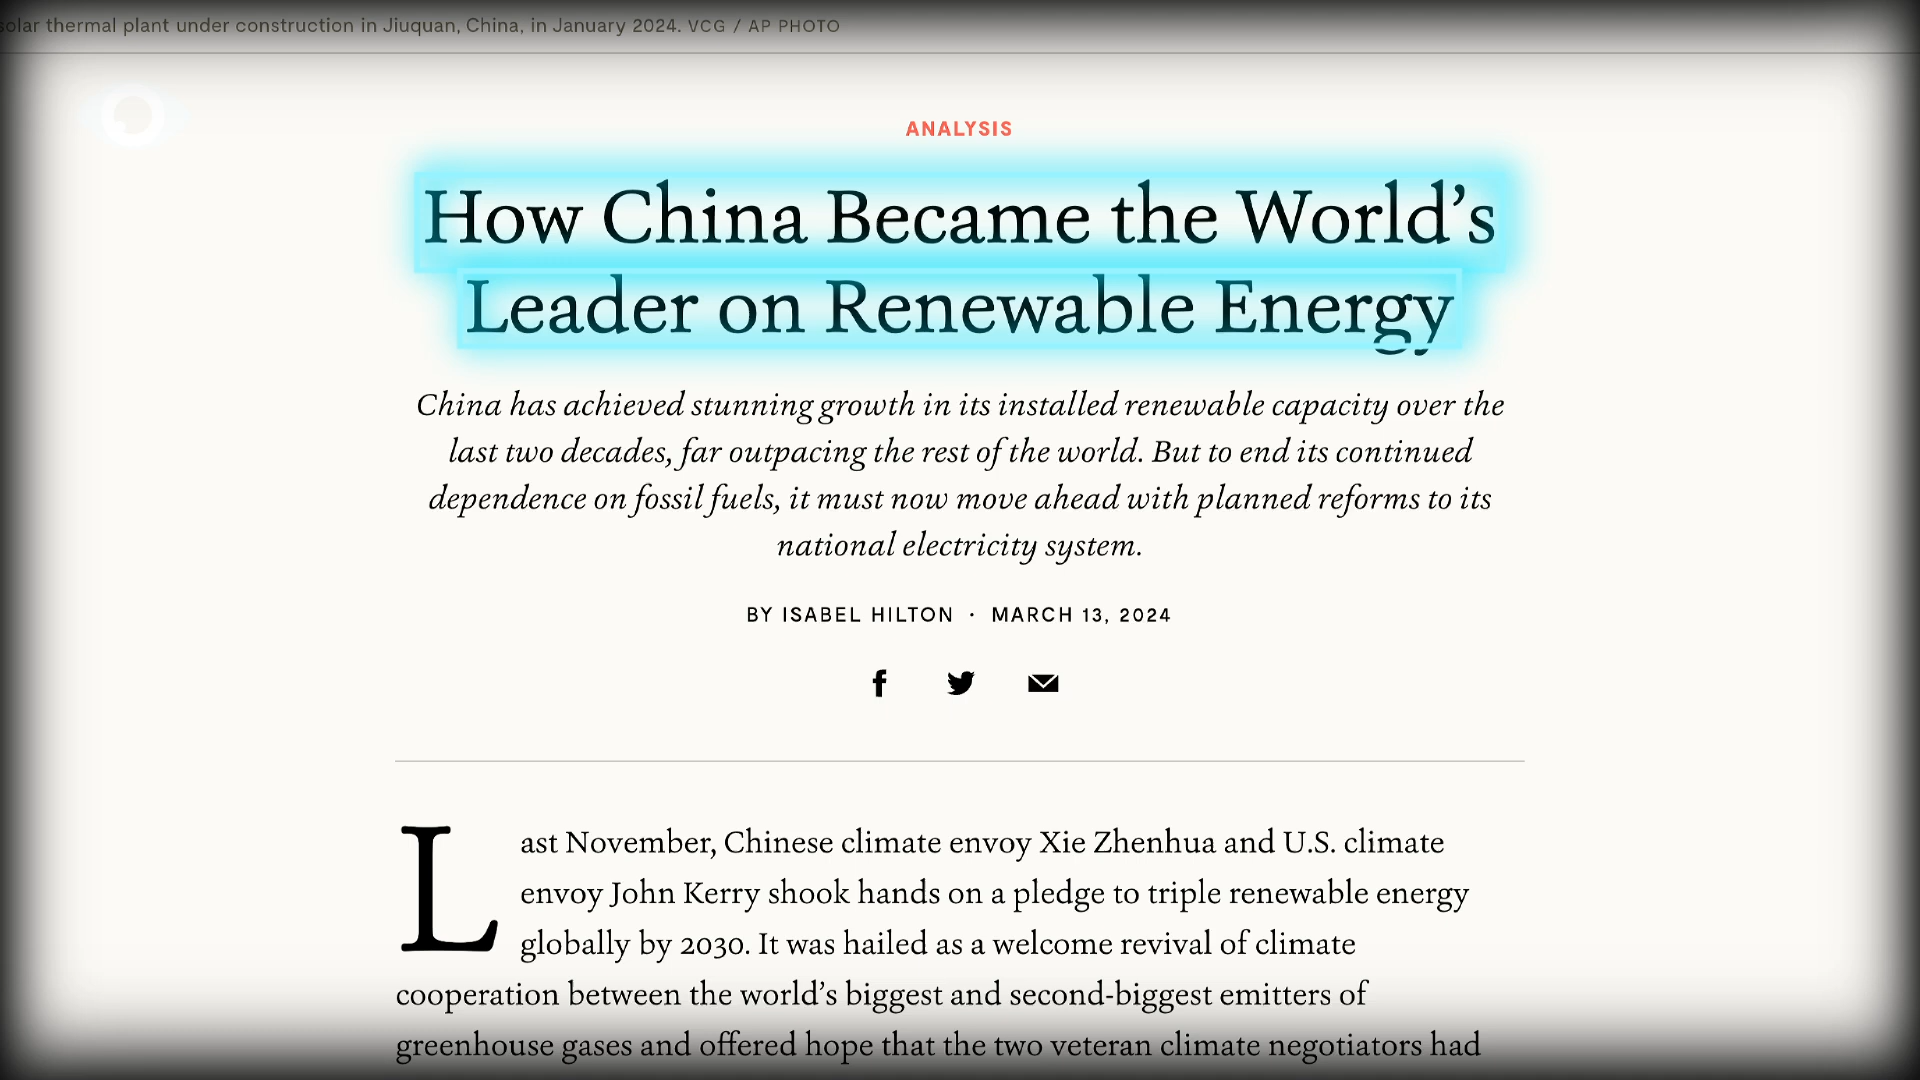 solar thermal plant under construction in Jiuquan, China, in January 2024. VCG / AP PHOTO
ANALYSIS
How China Became the World’s
Leader on Renewable Energy
China has achieved stunning growth in its installed renewable capacity over the
last two decades, far outpacing the rest of the world. But to end its continued
dependence on fossil fuels, it must now move ahead with planned reforms to its
national electricity system.
BY ISABEL HILTON · MARCH 13, 2024
Last November, Chinese climate envoy Xie Zhenhua and U.S. climate
envoy John Kerry shook hands on a pledge to triple renewable energy
globally by 2030. It was hailed as a welcome revival of climate
cooperation between the world’s biggest and second-biggest emitters of
greenhouse gases and offered hope that the two veteran climate negotiators had